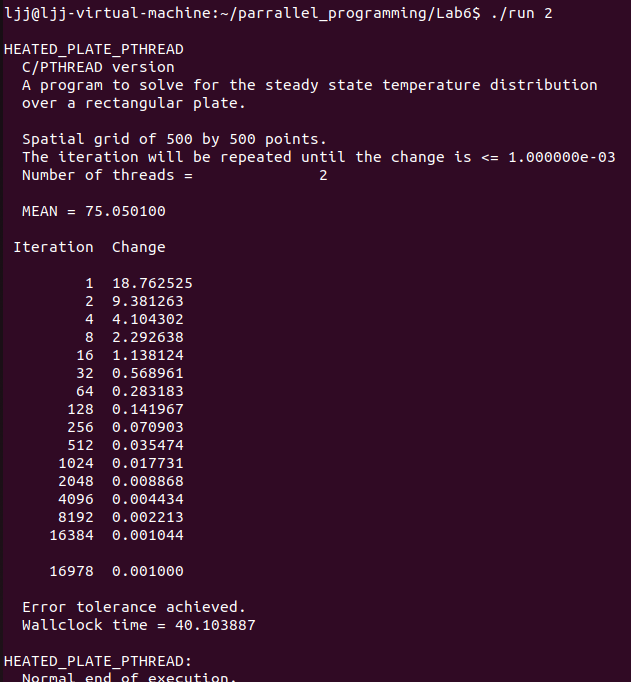 ljj@ljj-virtual-machine:~/parrallel_programming/Lab6$ ./run 2
HEATED_PLATE_PTHREAD
C/PTHREAD version
A program to solve for the steady state temperature distribution
over a rectangular plate.
Spatial grid of 500 by 500 points.
The iteration will be repeated until the change is <= 1.000000e-03
Number of threads =              2
MEAN = 75.050100
Iteration  Change
1  18.762525
2  9.381263
4  4.104302
8  2.292638
16  1.138124
32  0.568961
64  0.283183
128  0.141967
256  0.070903
512  0.035474
1024  0.017731
2048  0.008868
4096  0.004434
8192  0.002213
16384  0.001044
16978  0.001000
Error tolerance achieved.
Wallclock time = 40.103887
HEATED_PLATE_PTHREAD:
Normal end of execution.